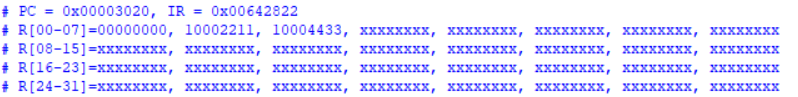 # PC = 0x00003020, IR = 0x00642822
# R[00-07]=00000000, 10002211, 10004433, xxxxxxxx, xxxxxxxx, xxxxxxxx, xxxxxxxx, xxxxxxxx
# R[08-15]=xxxxxxxx, xxxxxxxx, xxxxxxxx, xxxxxxxx, xxxxxxxx, xxxxxxxx, xxxxxxxx, xxxxxxxx
# R[16-23]=xxxxxxxx, xxxxxxxx, xxxxxxxx, xxxxxxxx, xxxxxxxx, xxxxxxxx, xxxxxxxx, xxxxxxxx
# R[24-31]=xxxxxxxx, xxxxxxxx, xxxxxxxx, xxxxxxxx, xxxxxxxx, xxxxxxxx, xxxxxxxx, xxxxxxxx